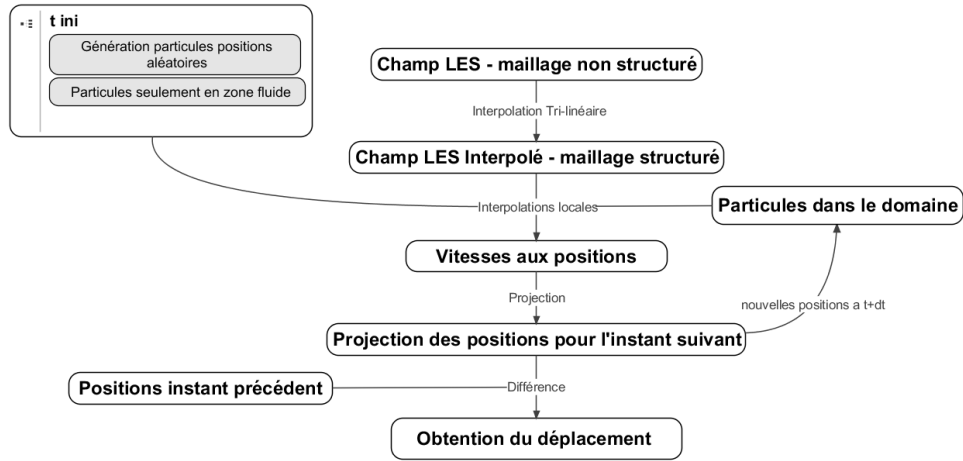 t ini
Génération particules positions
aléatoires
Particules seulement en zone fluide
Champ LES - maillage non structuré
Interpolation Tri-linéaire
Champ LES Interpolé - maillage structuré
Interpolations locales
Particules dans le domaine
Vitesses aux positions
Projection
nouvelles positions a t+dt
Projection des positions pour l'instant suivant
Positions instant précédent
Différence
Obtention du déplacement